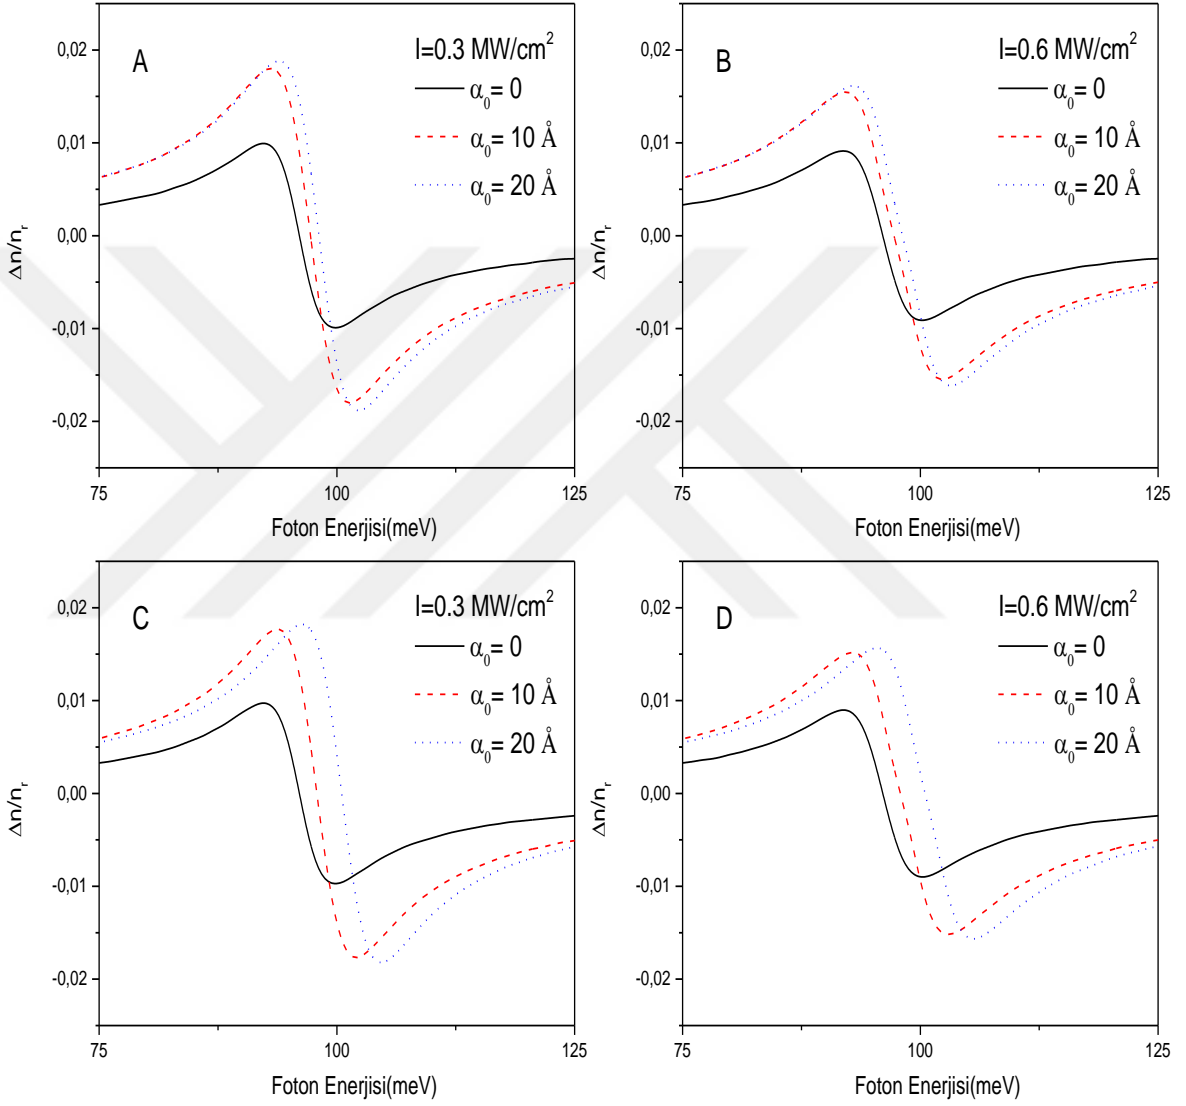 A
I=0.3 MW/cm²
α₀= 0
α₀= 10 Å
α₀= 20 Å
0,02
0,01
0,00
-0,01
-0,02
Δn/nᵣ
75
100
125
Foton Enerjisi(meV)
B
I=0.6 MW/cm²
α₀= 0
α₀= 10 Å
α₀= 20 Å
0,02
0,01
0,00
-0,01
-0,02
Δn/nᵣ
75
100
125
Foton Enerjisi(meV)
C
I=0.3 MW/cm²
α₀= 0
α₀= 10 Å
α₀= 20 Å
0,02
0,01
0,00
-0,01
-0,02
Δn/nᵣ
75
100
125
Foton Enerjisi(meV)
D
I=0.6 MW/cm²
α₀= 0
α₀= 10 Å
α₀= 20 Å
0,02
0,01
0,00
-0,01
-0,02
Δn/nᵣ
75
100
125
Foton Enerjisi(meV)